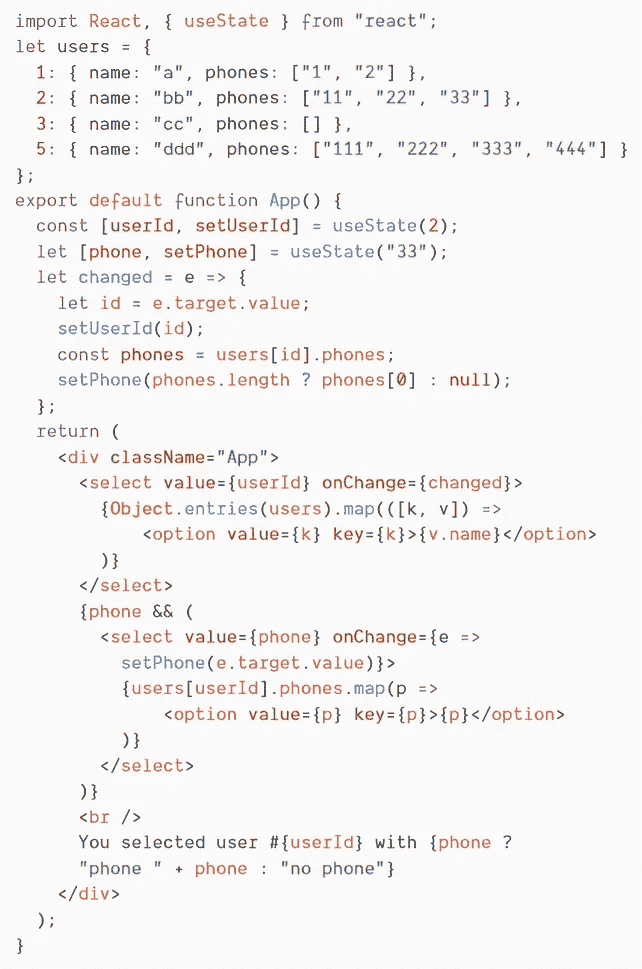 import React, { useState } from "react";
let users = {
  1: { name: "a", phones: ["1", "2"] },
  2: { name: "bb", phones: ["11", "22", "33"] },
  3: { name: "cc", phones: [] },
  5: { name: "ddd", phones: ["111", "222", "333", "444"] }
};
export default function App() {
  const [userId, setUserId] = useState(2);
  let [phone, setPhone] = useState("33");
  let changed = e => {
    let id = e.target.value;
    setUserId(id);
    const phones = users[id].phones;
    setPhone(phones.length ? phones[0] : null);
  };
  return (
    <div className="App">
      <select value={userId} onChange={changed}>
        {Object.entries(users).map(([k, v]) =>
            <option value={k} key={k}>{v.name}</option>
        )}
      </select>
      {phone && (
        <select value={phone} onChange={e =>
          setPhone(e.target.value)}>
          {users[userId].phones.map(p =>
              <option value={p} key={p}>{p}</option>
          )}
        </select>
      )}
      <br />
      You selected user #{userId} with {phone ?
      "phone " + phone : "no phone"}
    </div>
  );
}